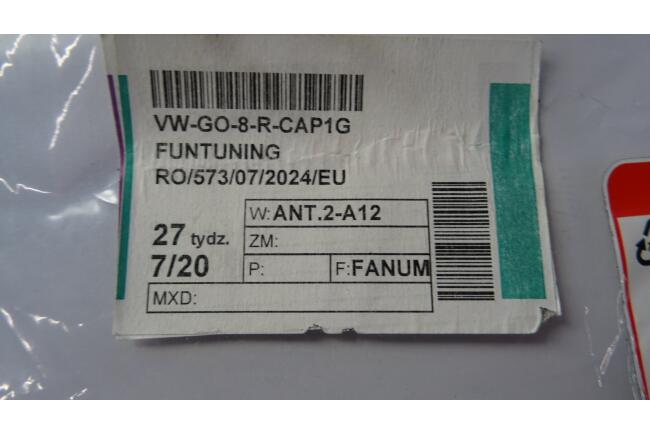 VW-GO-8-R-CAP1G
FUNTUNING
RO/573/07/2024/EU
27 tydz.
7/20
W: ANT.2-A12
ZM:
P: F: FANUM
MXD: